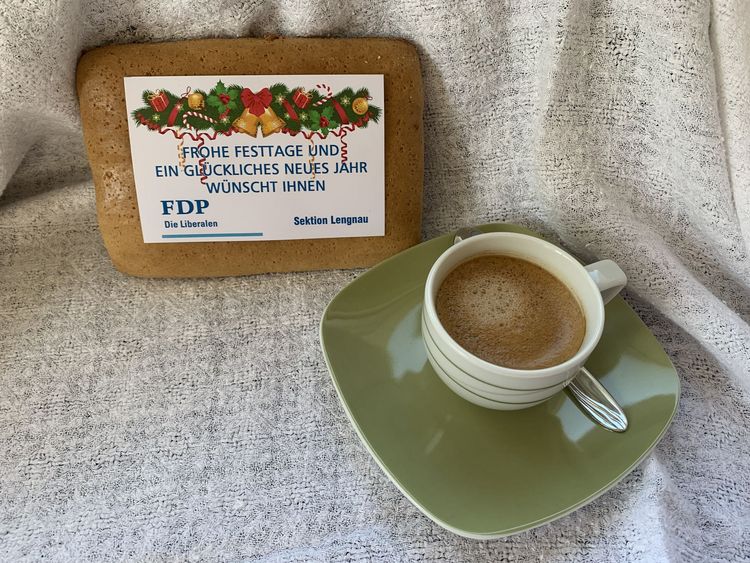 FROHE FESTTAGE UND
EIN GLÜCKLICHES NEUES JAHR
WÜNSCHT IHNEN
FDP
Die Liberalen
Sektion Lengnau